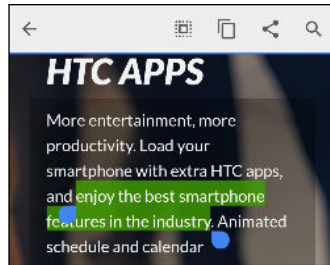 HTC APPS
More entertainment, more
productivity. Load your
smartphone with extra HTC apps,
and enjoy the best smartphone
features in the industry. Animated
schedule and calendar